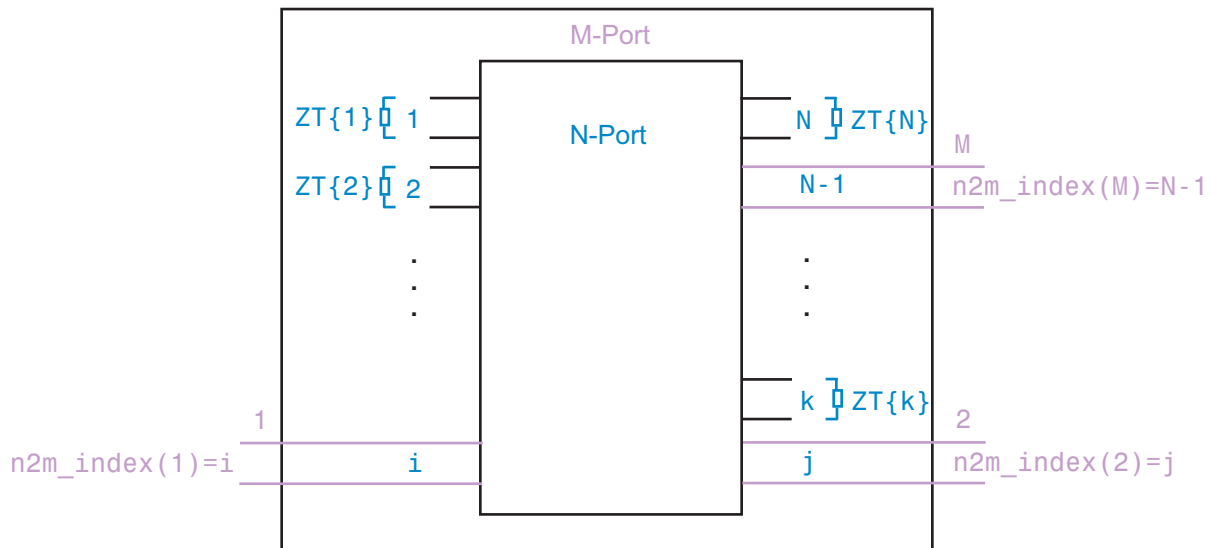 M-Port
N-Port
ZT{1} 1
N ZT{N}
M
ZT{2} 2
N-1
n2m_index(M)=N-1
k ZT{k}
1
2
n2m_index(1)=i
i
j
n2m_index(2)=j